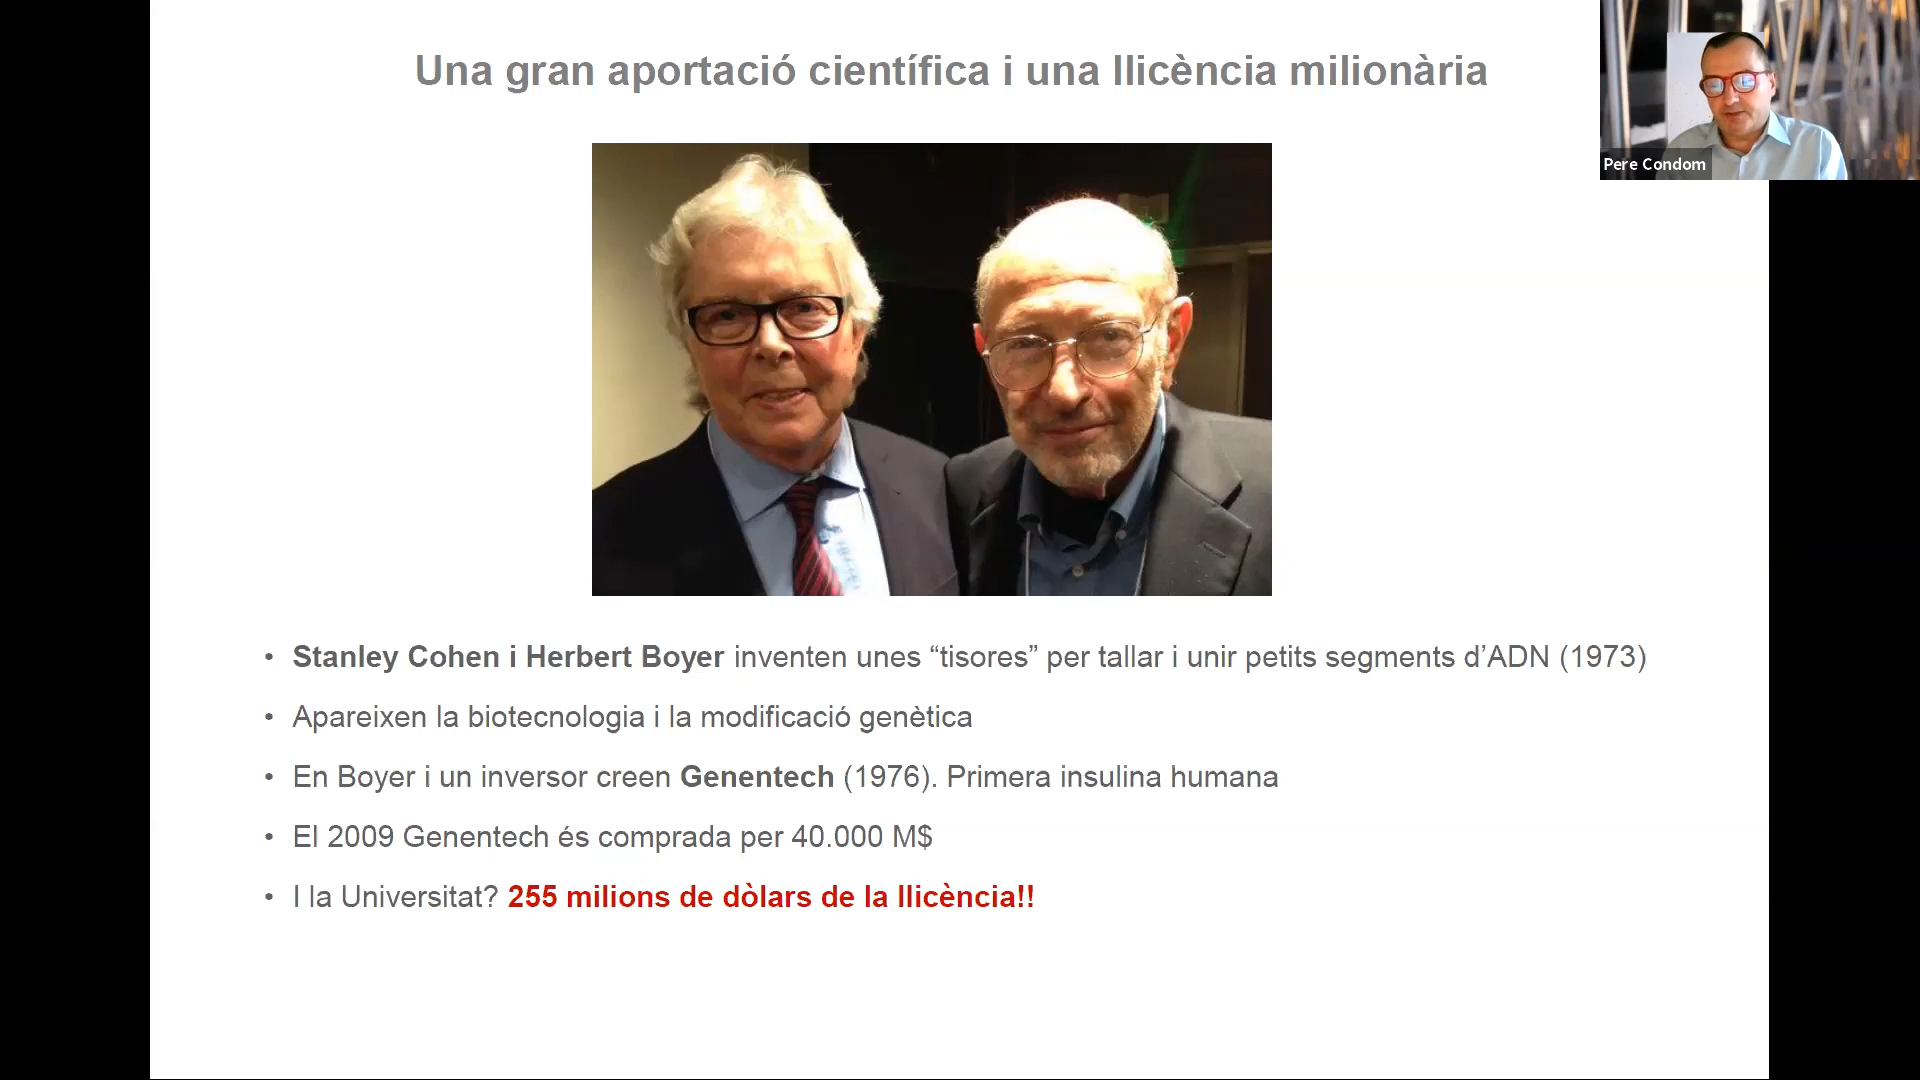 Una gran aportació científica i una llicència milionària
Pere Condom
• Stanley Cohen i Herbert Boyer inventen unes “tisores” per tallar i unir petits segments d’ADN (1973)
• Apareixen la biotecnologia i la modificació genètica
• En Boyer i un inversor creen Genentech (1976). Primera insulina humana
• El 2009 Genentech és comprada per 40.000 M$
• I la Universitat? 255 milions de dòlars de la llicència!!